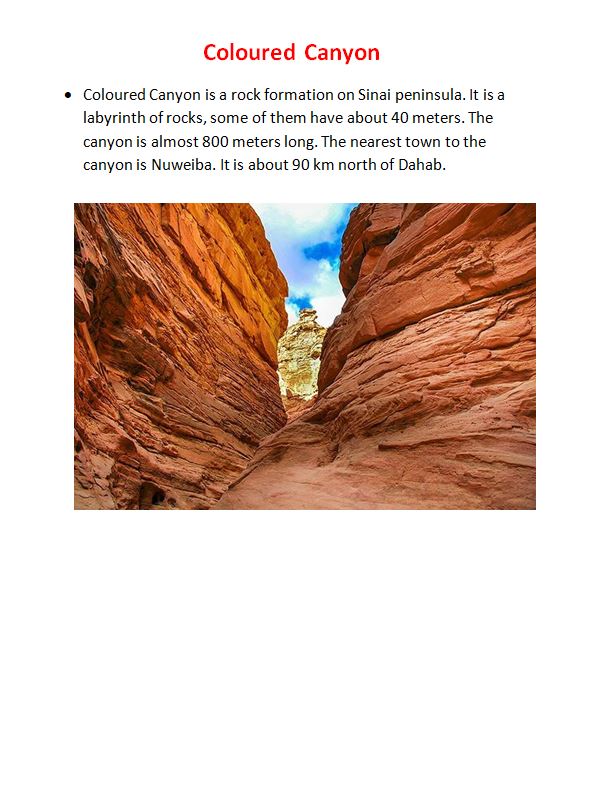 Coloured Canyon
• Coloured Canyon is a rock formation on Sinai peninsula. It is a
labyrinth of rocks, some of them have about 40 meters. The
canyon is almost 800 meters long. The nearest town to the
canyon is Nuweiba. It is about 90 km north of Dahab.